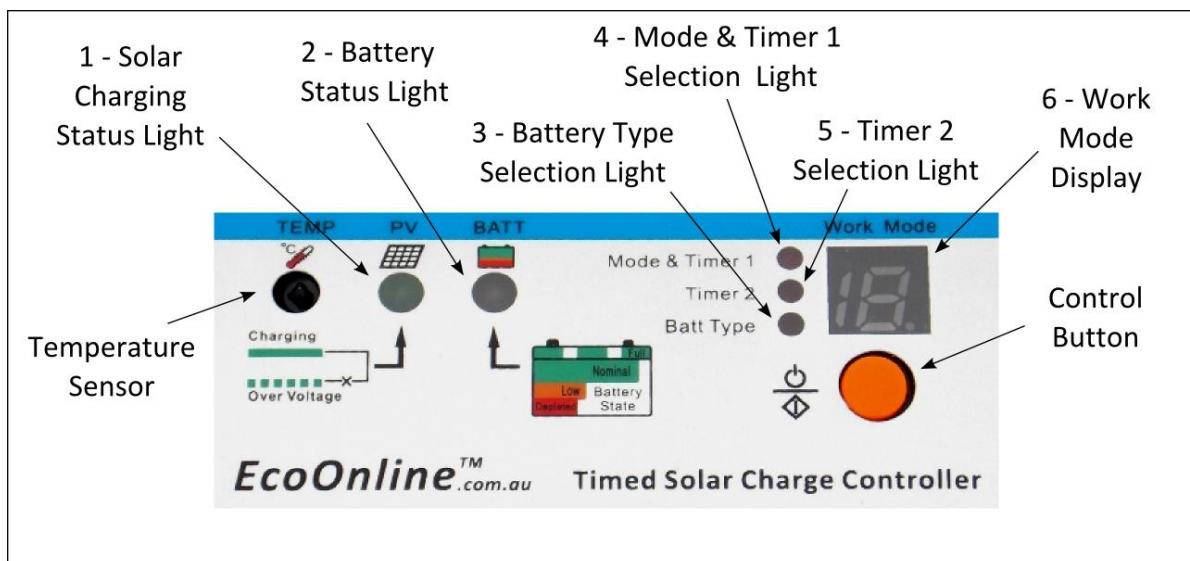 1 - Solar
Charging
Status Light
2 - Battery
Status Light
4 - Mode & Timer 1
Selection Light
3 - Battery Type
Selection Light
5 - Timer 2
Selection Light
6 - Work
Mode
Display
TEMP PV BATT Work Mode
°C
Mode & Timer 1
Timer 2
Batt Type
Temperature
Sensor
Charging
Over Voltage
Full
Nominal
Low Battery
Depleted State
18.
Control
Button
EcoOnline™.com.au Timed Solar Charge Controller